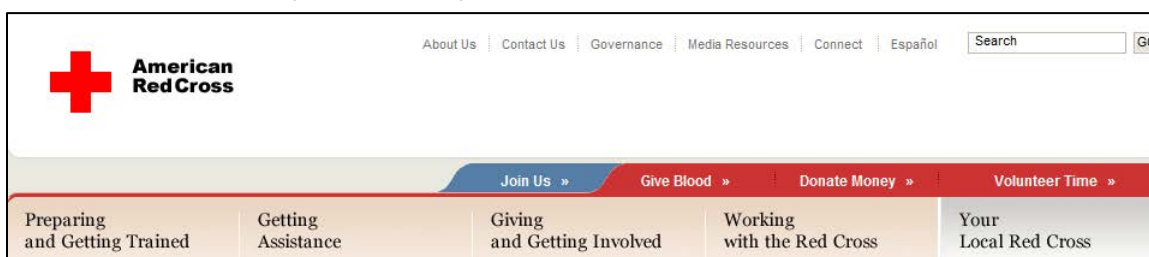 American
Red Cross
About Us Contact Us Governance Media Resources Connect Español Search
Join Us » Give Blood » Donate Money » Volunteer Time »
Preparing
and Getting Trained
Getting
Assistance
Giving
and Getting Involved
Working
with the Red Cross
Your
Local Red Cross